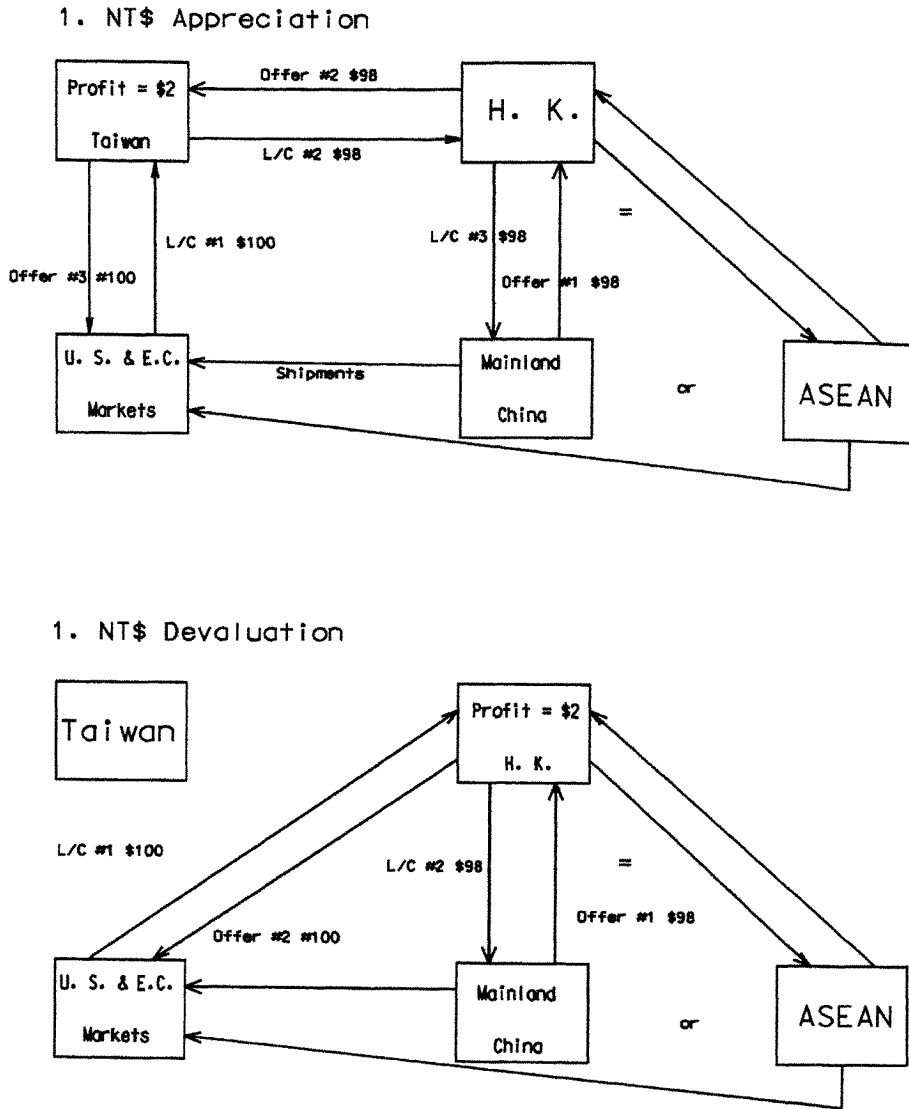 1. NT$ Appreciation
Offer #2 $98
Profit = $2
Taiwan
H. K.
L/C #2 $98
L/C #1 $100
L/C #3 $98
=
Offer #3 #100
Offer #1 $98
U. S. & E.C.
Markets
Shipments
Mainland
China
or
ASEAN
1. NT$ Devaluation
Taiwan
Profit = $2
H. K.
L/C #1 $100
L/C #2 $98
=
Offer #1 $98
Offer #2 #100
U. S. & E.C.
Markets
Mainland
China
or
ASEAN